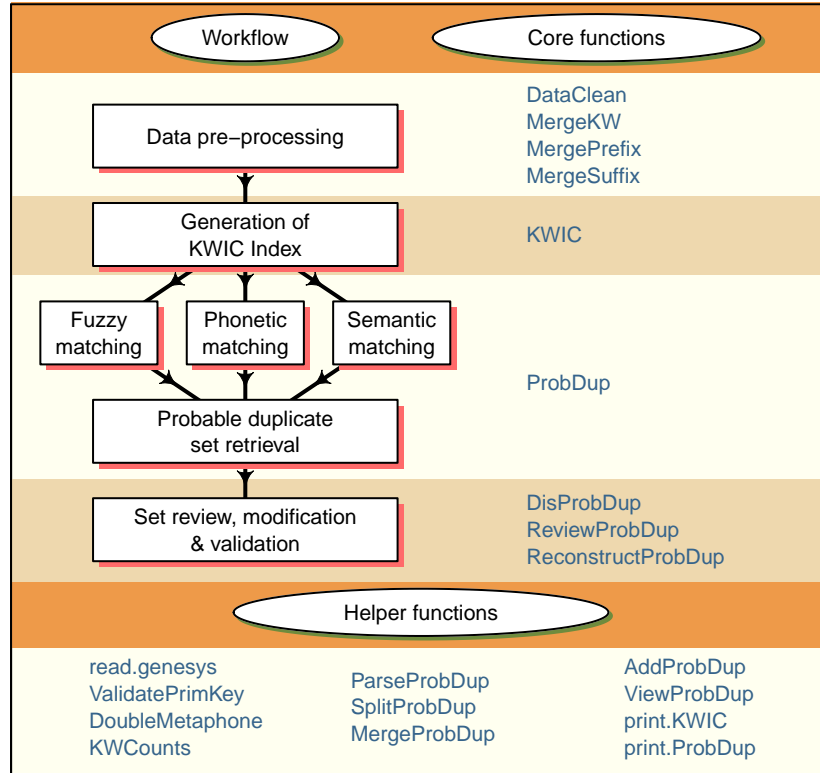 Workflow
Core functions
Data pre−processing
DataClean
MergeKW
MergePrefix
MergeSuffix
Generation of
KWIC Index
KWIC
Fuzzy
matching
Phonetic
matching
Semantic
matching
ProbDup
Probable duplicate
set retrieval
Set review, modification
& validation
DisProbDup
ReviewProbDup
ReconstructProbDup
Helper functions
read.genesys
ValidatePrimKey
DoubleMetaphone
KWCounts
ParseProbDup
SplitProbDup
MergeProbDup
AddProbDup
ViewProbDup
print.KWIC
print.ProbDup